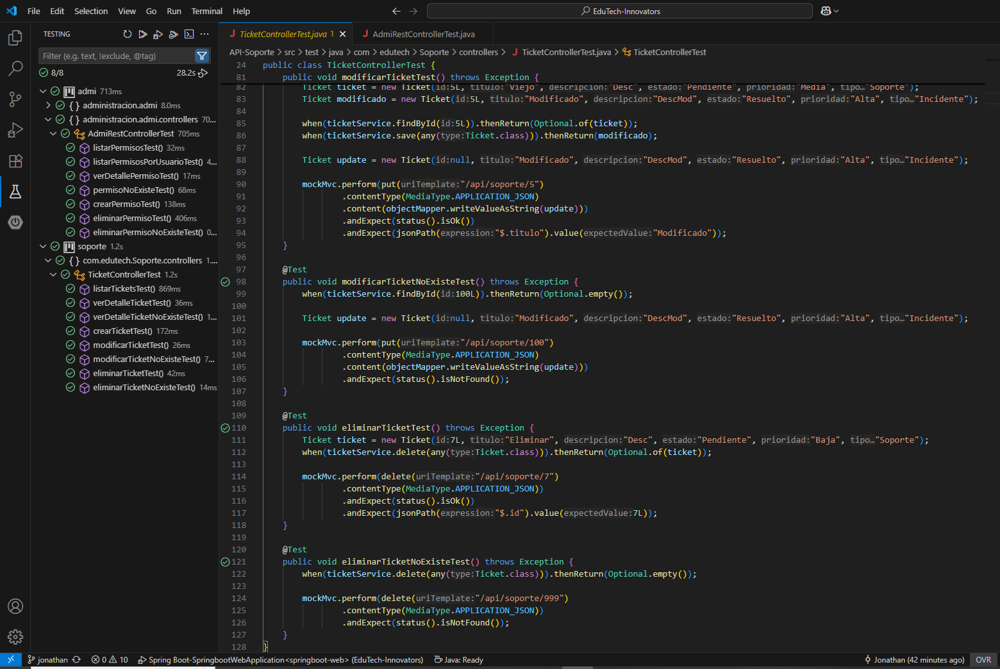 File Edit Selection View Go Run Terminal Help
EduTech-Innovators
TESTING
Filter (e.g. text, !exclude, @tag)
8/8 28.2s
admi 713ms
{ } administracion.admi 8.0ms
{ } administracion.admi.controllers 70...
AdmiRestControllerTest 705ms
listarPermisosTest() 32ms
listarPermisosPorUsuarioTest() 4...
verDetallePermisoTest() 17ms
permisoNoExisteTest() 68ms
crearPermisoTest() 138ms
eliminarPermisoTest() 406ms
eliminarPermisoNoExisteTest() 0...
soporte 1.2s
{ } com.edutech.Soporte.controllers 1....
TicketControllerTest 1.2s
listarTicketsTest() 869ms
verDetalleTicketTest() 36ms
verDetalleTicketNoExisteTest() 1...
crearTicketTest() 172ms
modificarTicketTest() 26ms
modificarTicketNoExisteTest() 7...
eliminarTicketTest() 42ms
eliminarTicketNoExisteTest() 14ms
J TicketControllerTest.java 1 J AdmiRestControllerTest.java
API-Soporte > src > test > java > com > edutech > Soporte > controllers > J TicketControllerTest.java > TicketControllerTest
24 public class TicketControllerTest {
81 public void modificarTicketTest() throws Exception {
82 Ticket ticket = new Ticket(id:5L, titulo:"Viejo", descripcion:"Desc", estado:"Pendiente", prioridad:"Media", tipo…"Soporte");
83 Ticket modificado = new Ticket(id:5L, titulo:"Modificado", descripcion:"DescMod", estado:"Resuelto", prioridad:"Alta", tipo…"Incidente");
84
85 when(ticketService.findById(id:5L)).thenReturn(Optional.of(ticket));
86 when(ticketService.save(any(type:Ticket.class))).thenReturn(modificado);
87
88 Ticket update = new Ticket(id:null, titulo:"Modificado", descripcion:"DescMod", estado:"Resuelto", prioridad:"Alta", tipo…"Incidente");
89
90 mockMvc.perform(put(uriTemplate:"/api/soporte/5")
91 .contentType(MediaType.APPLICATION_JSON)
92 .content(objectMapper.writeValueAsString(update)))
93 .andExpect(status().isOk())
94 .andExpect(jsonPath(expression:"$.titulo").value(expectedValue:"Modificado"));
95 }
96
97 @Test
98 public void modificarTicketNoExisteTest() throws Exception {
99 when(ticketService.findById(id:100L)).thenReturn(Optional.empty());
100
101 Ticket update = new Ticket(id:null, titulo:"Modificado", descripcion:"DescMod", estado:"Resuelto", prioridad:"Alta", tipo…"Incidente");
102
103 mockMvc.perform(put(uriTemplate:"/api/soporte/100")
104 .contentType(MediaType.APPLICATION_JSON)
105 .content(objectMapper.writeValueAsString(update)))
106 .andExpect(status().isNotFound());
107 }
108
109 @Test
110 public void eliminarTicketTest() throws Exception {
111 Ticket ticket = new Ticket(id:7L, titulo:"Eliminar", descripcion:"Desc", estado:"Pendiente", prioridad:"Baja", tipo…"Soporte");
112 when(ticketService.delete(any(type:Ticket.class))).thenReturn(Optional.of(ticket));
113
114 mockMvc.perform(delete(uriTemplate:"/api/soporte/7")
115 .contentType(MediaType.APPLICATION_JSON))
116 .andExpect(status().isOk())
117 .andExpect(jsonPath(expression:"$.id").value(expectedValue:7L));
118 }
119
120 @Test
121 public void eliminarTicketNoExisteTest() throws Exception {
122 when(ticketService.delete(any(type:Ticket.class))).thenReturn(Optional.empty());
123
124 mockMvc.perform(delete(uriTemplate:"/api/soporte/999")
125 .contentType(MediaType.APPLICATION_JSON))
126 .andExpect(status().isNotFound());
127 }
128 }
jonathan 0 10 Spring Boot-SpringbootWebApplication<springboot-web> (EduTech-Innovators) Java: Ready Jonathan (42 minutes ago) OVR